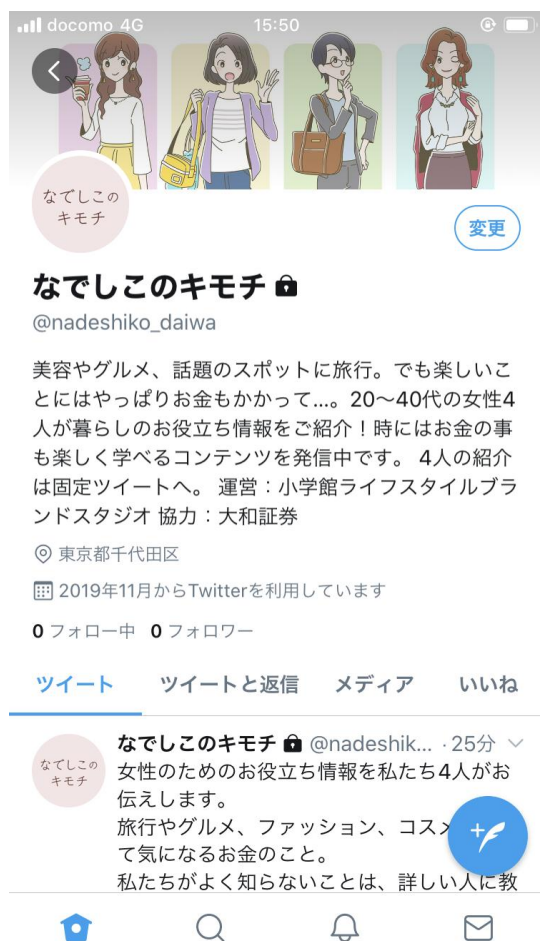 docomo 4G 15:50
なでしこの
キモチ
変更
なでしこのキモチ
@nadeshiko_daiwa
美容やグルメ、話題のスポットに旅行。でも楽しいこ
とにはやっぱりお金もかかって...。20〜40代の女性4
人が暮らしのお役立ち情報をご紹介！時にはお金の事
も楽しく学べるコンテンツを発信中です。 4人の紹介
は固定ツイートへ。 運営：小学館ライフスタイルブラ
ンドスタジオ 協力：大和証券
東京都千代田区
2019年11月からTwitterを利用しています
0 フォロー中 0 フォロワー
ツイート ツイートと返信 メディア いいね
なでしこの
キモチ
なでしこのキモチ @nadeshik... · 25分
女性のためのお役立ち情報を私たち4人がお
伝えします。
旅行やグルメ、ファッション、コスメ
て気になるお金のこと。
私たちがよく知らないことは、詳しい人に教